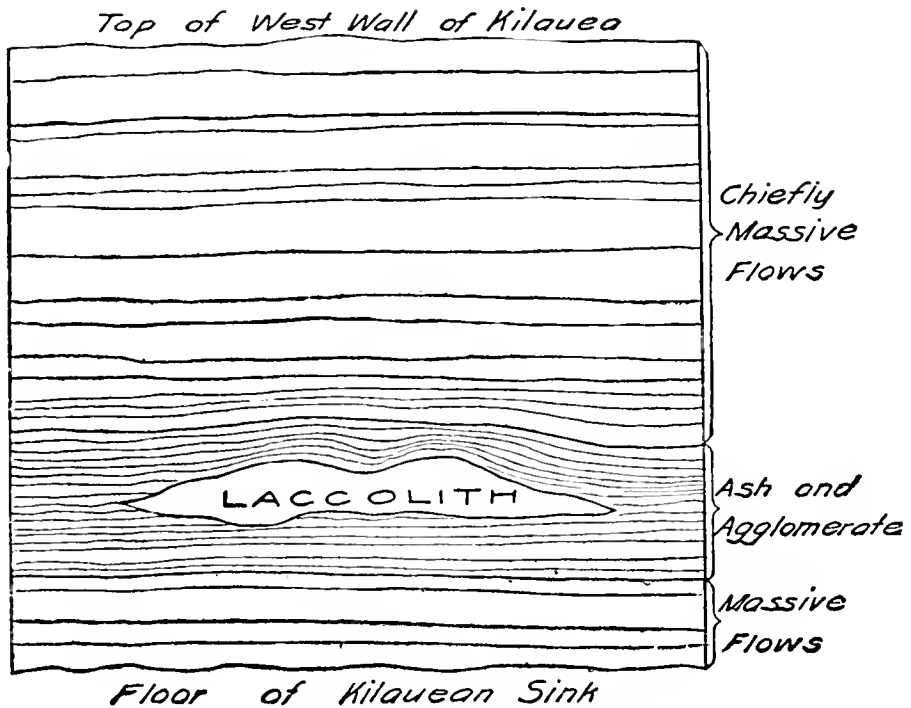 Top of West Wall of Kilauea
Chiefly
Massive
Flows
LACCOLITH
Ash and
Agglomerate
Massive
Flows
Floor of Kilauean Sink